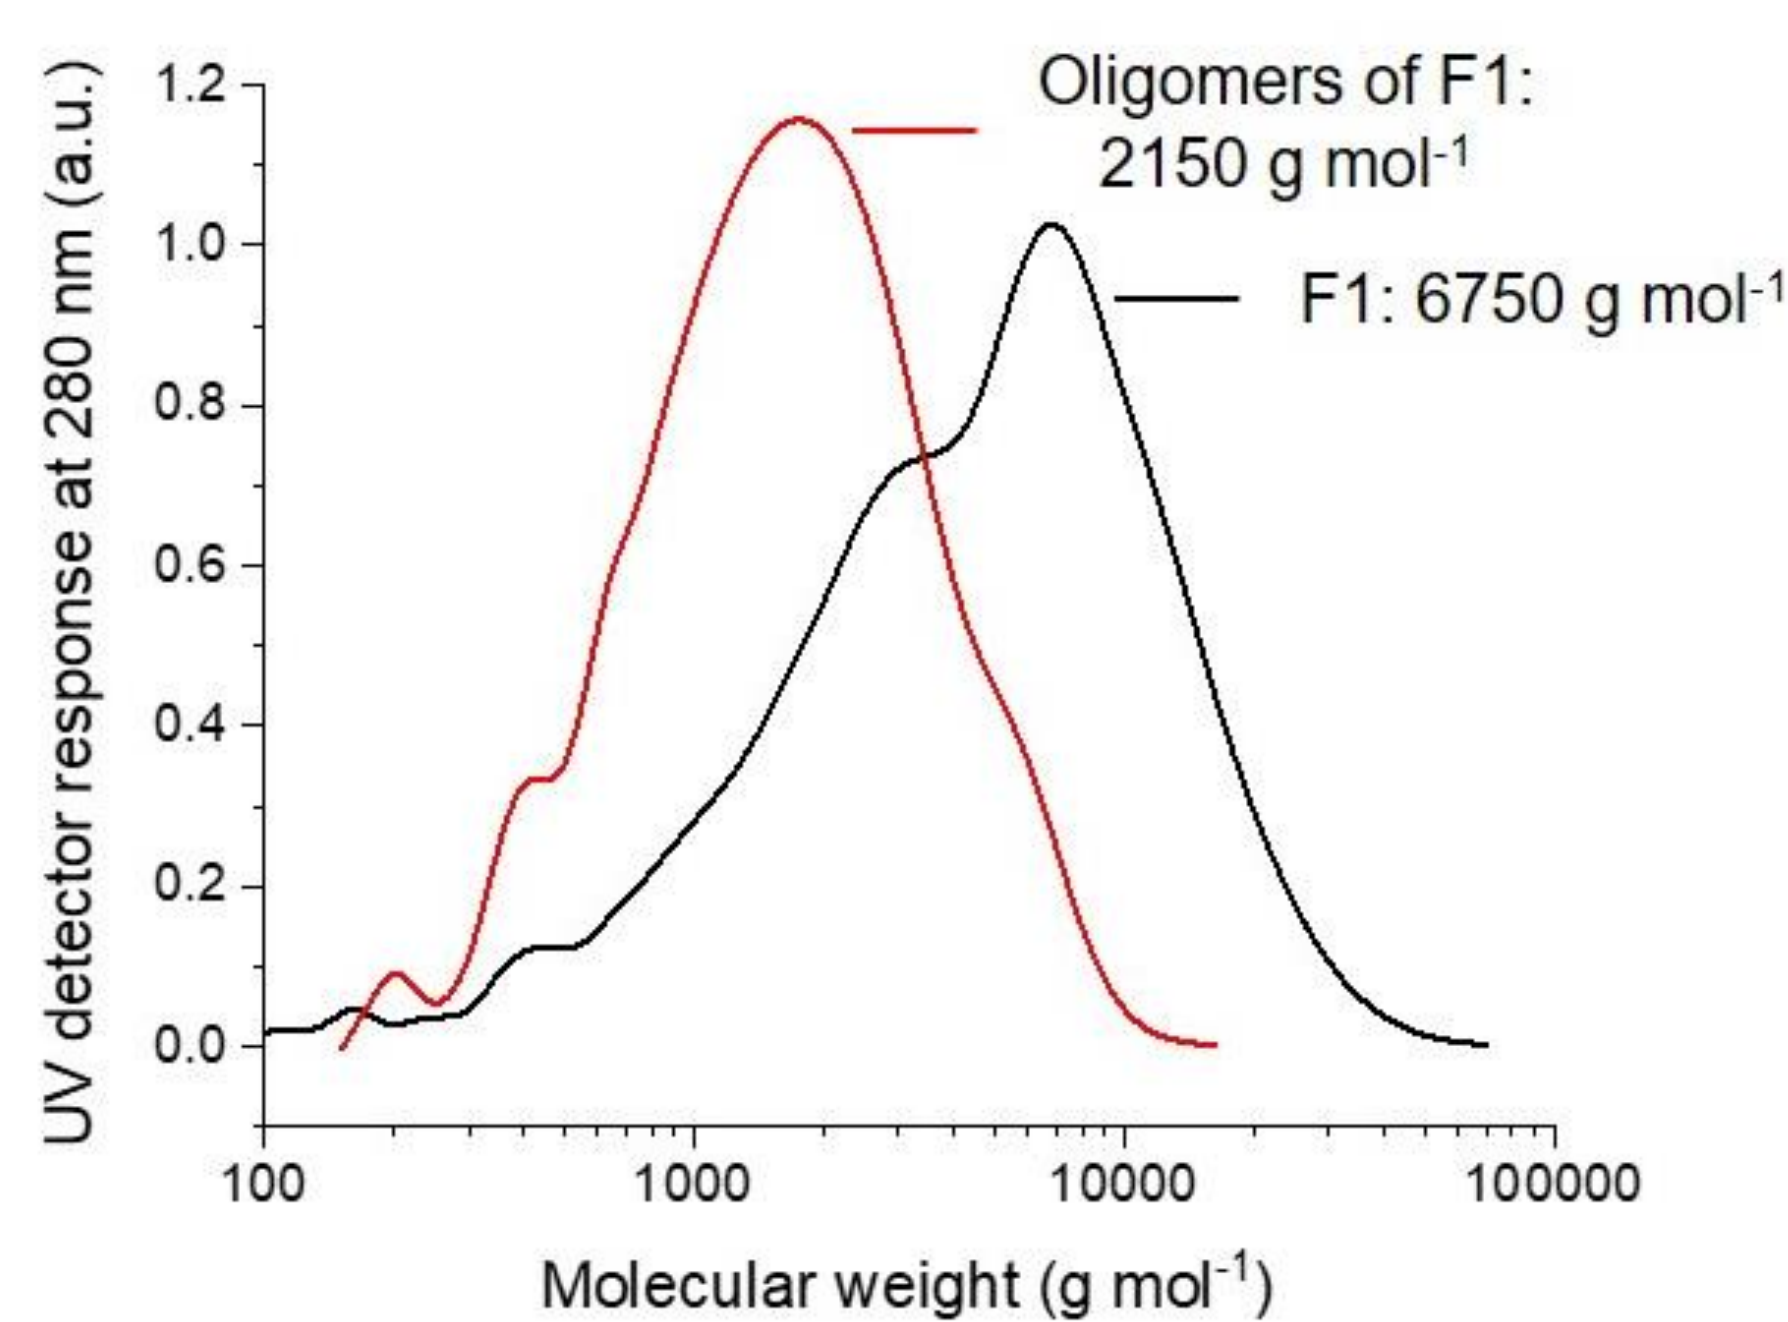 UV detector response at 280 nm (a.u.)
1.2
1.0
0.8
0.6
0.4
0.2
0.0
Oligomers of F1:
2150 g mol⁻¹
F1: 6750 g mol⁻¹
100
1000
10000
100000
Molecular weight (g mol⁻¹)